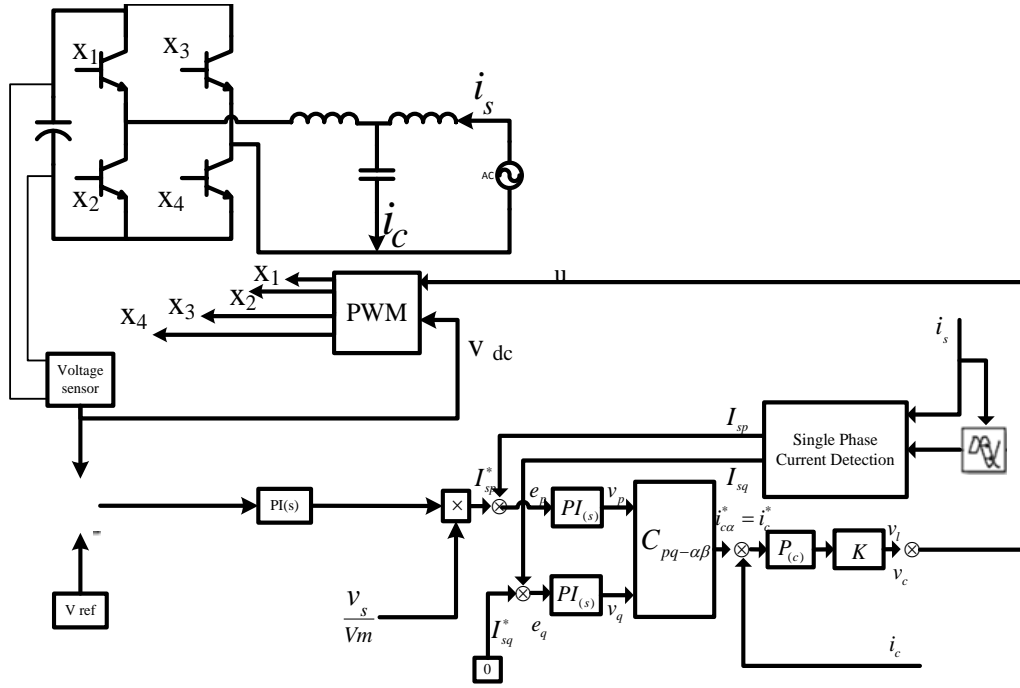 x1
x3
is
AC
x2
x4
ic
x1
x2
x3
x4
PWM
u
v dc
Voltage
sensor
is
Isp
Isq
Single Phase
Current Detection
PI(s)
×
I*sp
ep
PI(s)
vp
Cpq-αβ
i*cα = i*c
P(c)
K
vl
vc
V ref
vs
Vm
I*sq
eq
PI(s)
vq
0
ic